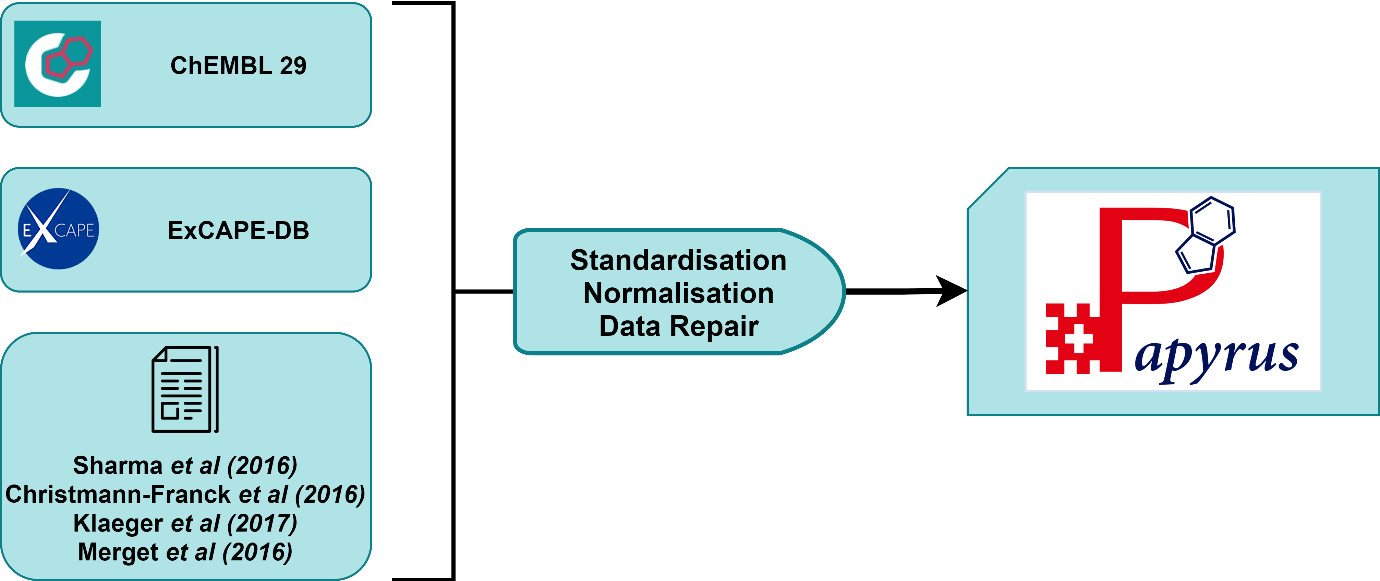 ChEMBL 29
EXCAPE
ExCAPE-DB
Sharma et al (2016)
Christmann-Franck et al (2016)
Klaeger et al (2017)
Merget et al (2016)
Standardisation
Normalisation
Data Repair
Papyrus